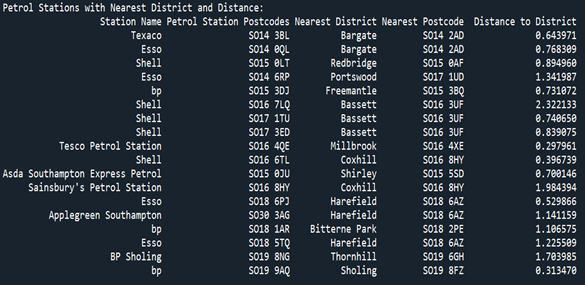 Petrol Stations with Nearest District and Distance:
Station Name Petrol Station Postcodes Nearest District Nearest Postcode Distance to District
Texaco SO14 3BL Bargate SO14 2AD 0.643971
Esso SO14 0QL Bargate SO14 2AD 0.768309
Shell SO15 0LT Redbridge SO15 0AF 0.894960
Esso SO14 6RP Portswood SO17 1UD 1.341987
bp SO15 3DJ Freemantle SO15 3BQ 0.731072
Shell SO16 7LQ Bassett SO16 3UF 2.322133
Shell SO17 1TU Bassett SO16 3UF 0.740650
Shell SO17 3ED Bassett SO16 3UF 0.839075
Tesco Petrol Station SO16 4QE Millbrook SO16 4XE 0.297961
Shell SO16 6TL Coxhill SO16 8HY 0.396739
Asda Southampton Express Petrol SO15 0JU Shirley SO15 5SD 0.700146
Sainsbury's Petrol Station SO16 8HY Coxhill SO16 8HY 1.984394
Esso SO18 6PJ Harefield SO18 6AZ 0.529866
Applegreen Southampton SO30 3AG Harefield SO18 6AZ 1.141159
bp SO18 1AR Bitterne Park SO18 2PE 1.106575
Esso SO18 5TQ Harefield SO18 6AZ 1.225509
BP Sholing SO19 8NG Thornhill SO19 6GH 1.703985
bp SO19 9AQ Sholing SO19 8FZ 0.313470